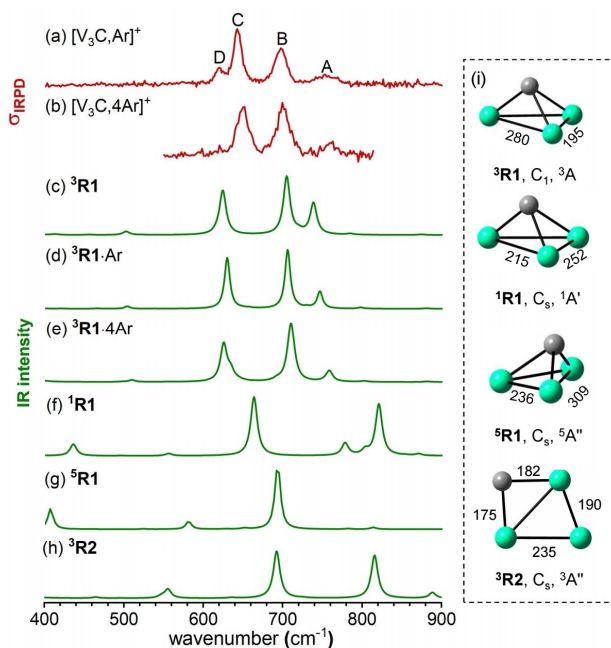 (a) [V₃C,Ar]⁺
D
C
B
A
σIRPD
(b) [V₃C,4Ar]⁺
(c) ³R1
(d) ³R1·Ar
(e) ³R1·4Ar
IR intensity
(f) ¹R1
(g) ⁵R1
(h) ³R2
400 500 600 700 800 900
wavenumber (cm⁻¹)
(i)
280
195
³R1, C₁, ³A
215
252
¹R1, Cₛ, ¹A'
236
309
⁵R1, Cₛ, ⁵A"
182
175
190
235
³R2, Cₛ, ³A"